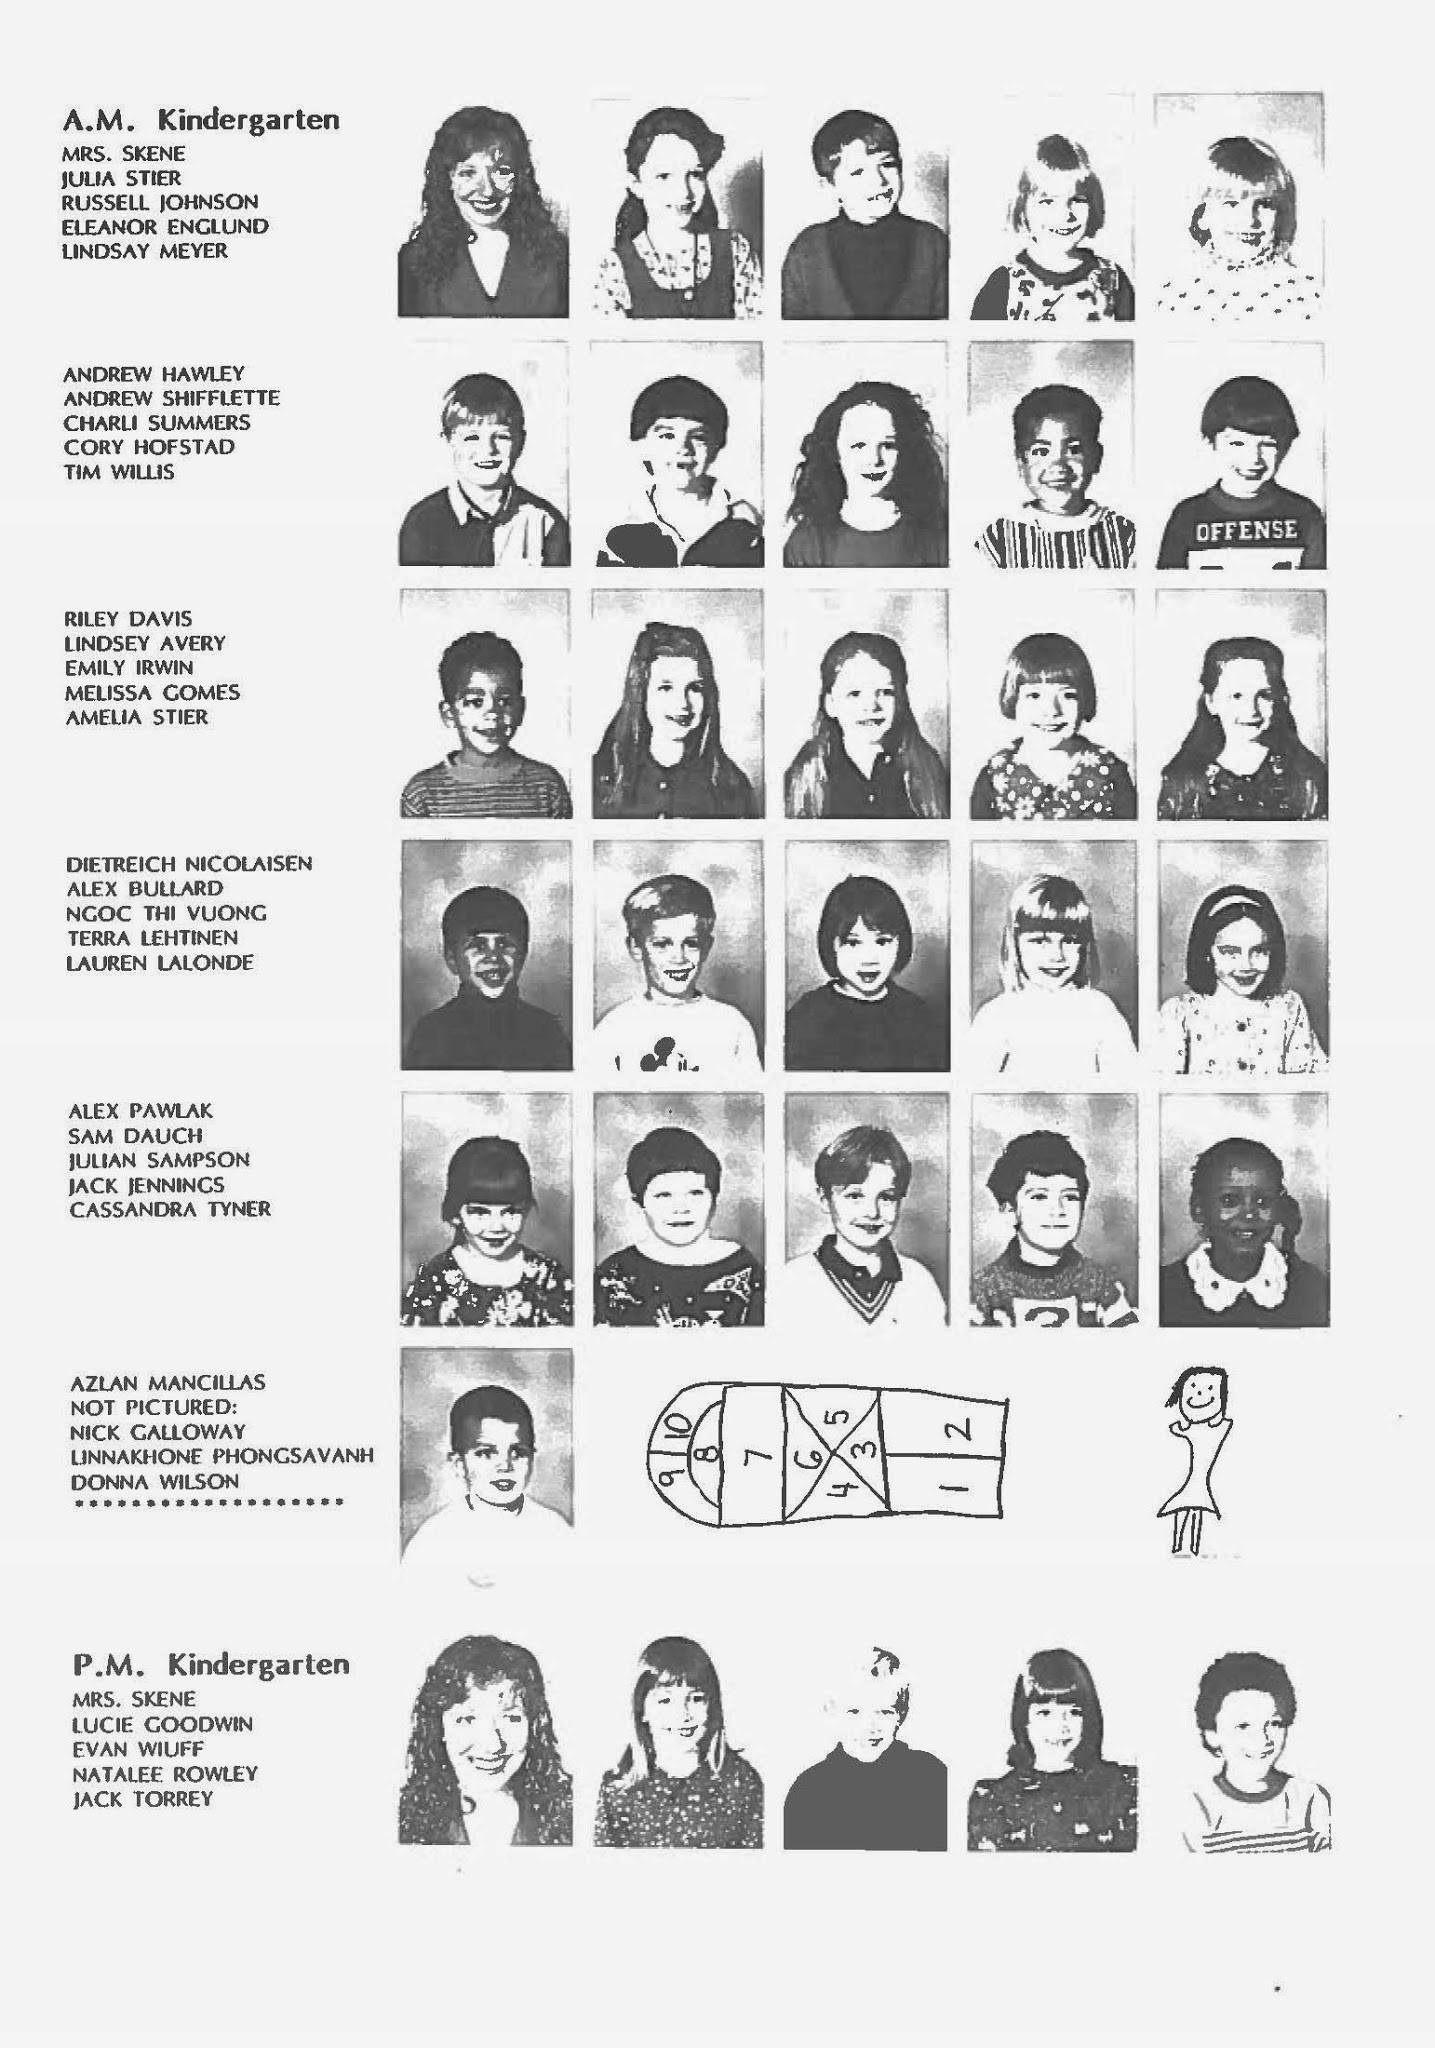 A.M. Kindergarten
MRS. SKENE
JULIA STIER
RUSSELL JOHNSON
ELEANOR ENGLUND
LINDSAY MEYER
ANDREW HAWLEY
ANDREW SHIFFLETTE
CHARLI SUMMERS
CORY HOFSTAD
TIM WILLIS
OFFENSE
RILEY DAVIS
LINDSEY AVERY
EMILY IRWIN
MELISSA GOMES
AMELIA STIER
DIETREICH NICOLAISEN
ALEX BULLARD
NGOC THI VUONG
TERRA LEHTINEN
LAUREN LALONDE
ALEX PAWLAK
SAM DAUCH
JULIAN SAMPSON
JACK JENNINGS
CASSANDRA TYNER
AZLAN MANCILLAS
NOT PICTURED:
NICK GALLOWAY
LINNAKHONE PHONGSAVANH
DONNA WILSON
1
2
3
4
5
6
7
8
9
10
P.M. Kindergarten
MRS. SKENE
LUCIE GOODWIN
EVAN WIUFF
NATALEE ROWLEY
JACK TORREY